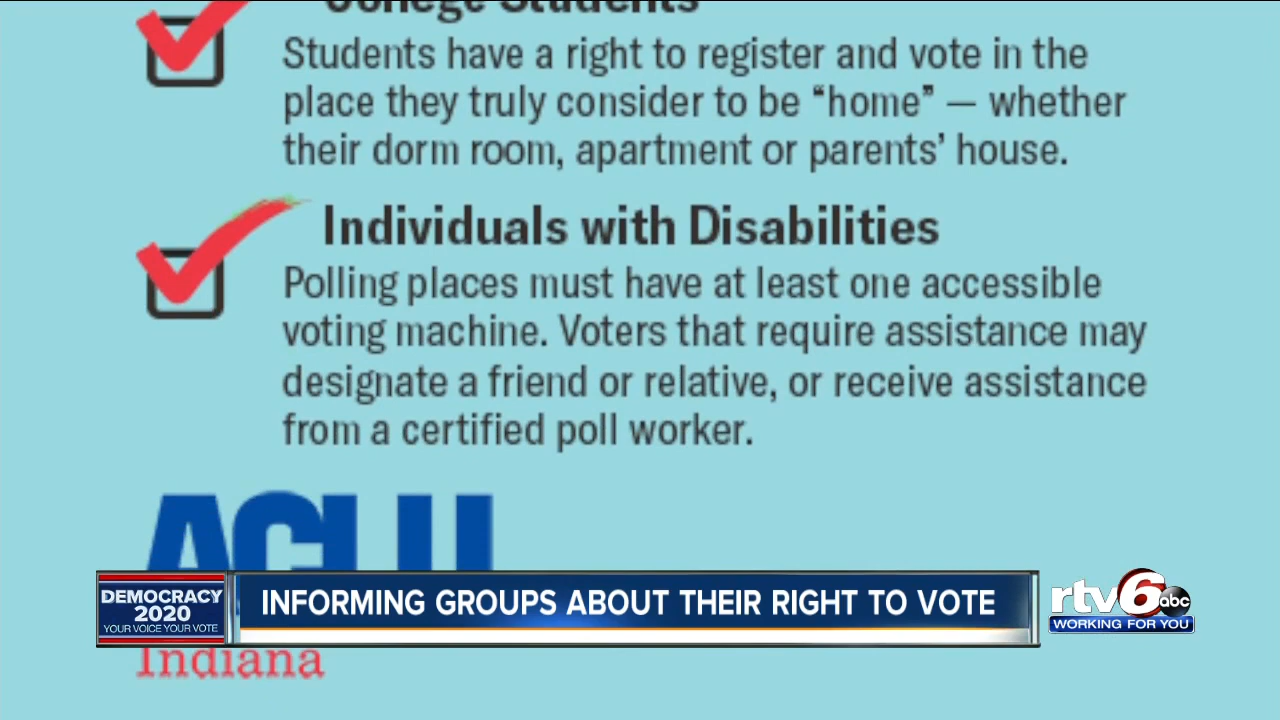 College Students
Students have a right to register and vote in the
place they truly consider to be “home” — whether
their dorm room, apartment or parents’ house.
Individuals with Disabilities
Polling places must have at least one accessible
voting machine. Voters that require assistance may
designate a friend or relative, or receive assistance
from a certified poll worker.
ACLU
DEMOCRACY
2020
YOUR VOICE YOUR VOTE
INFORMING GROUPS ABOUT THEIR RIGHT TO VOTE
rtv6 abc
WORKING FOR YOU
Indiana